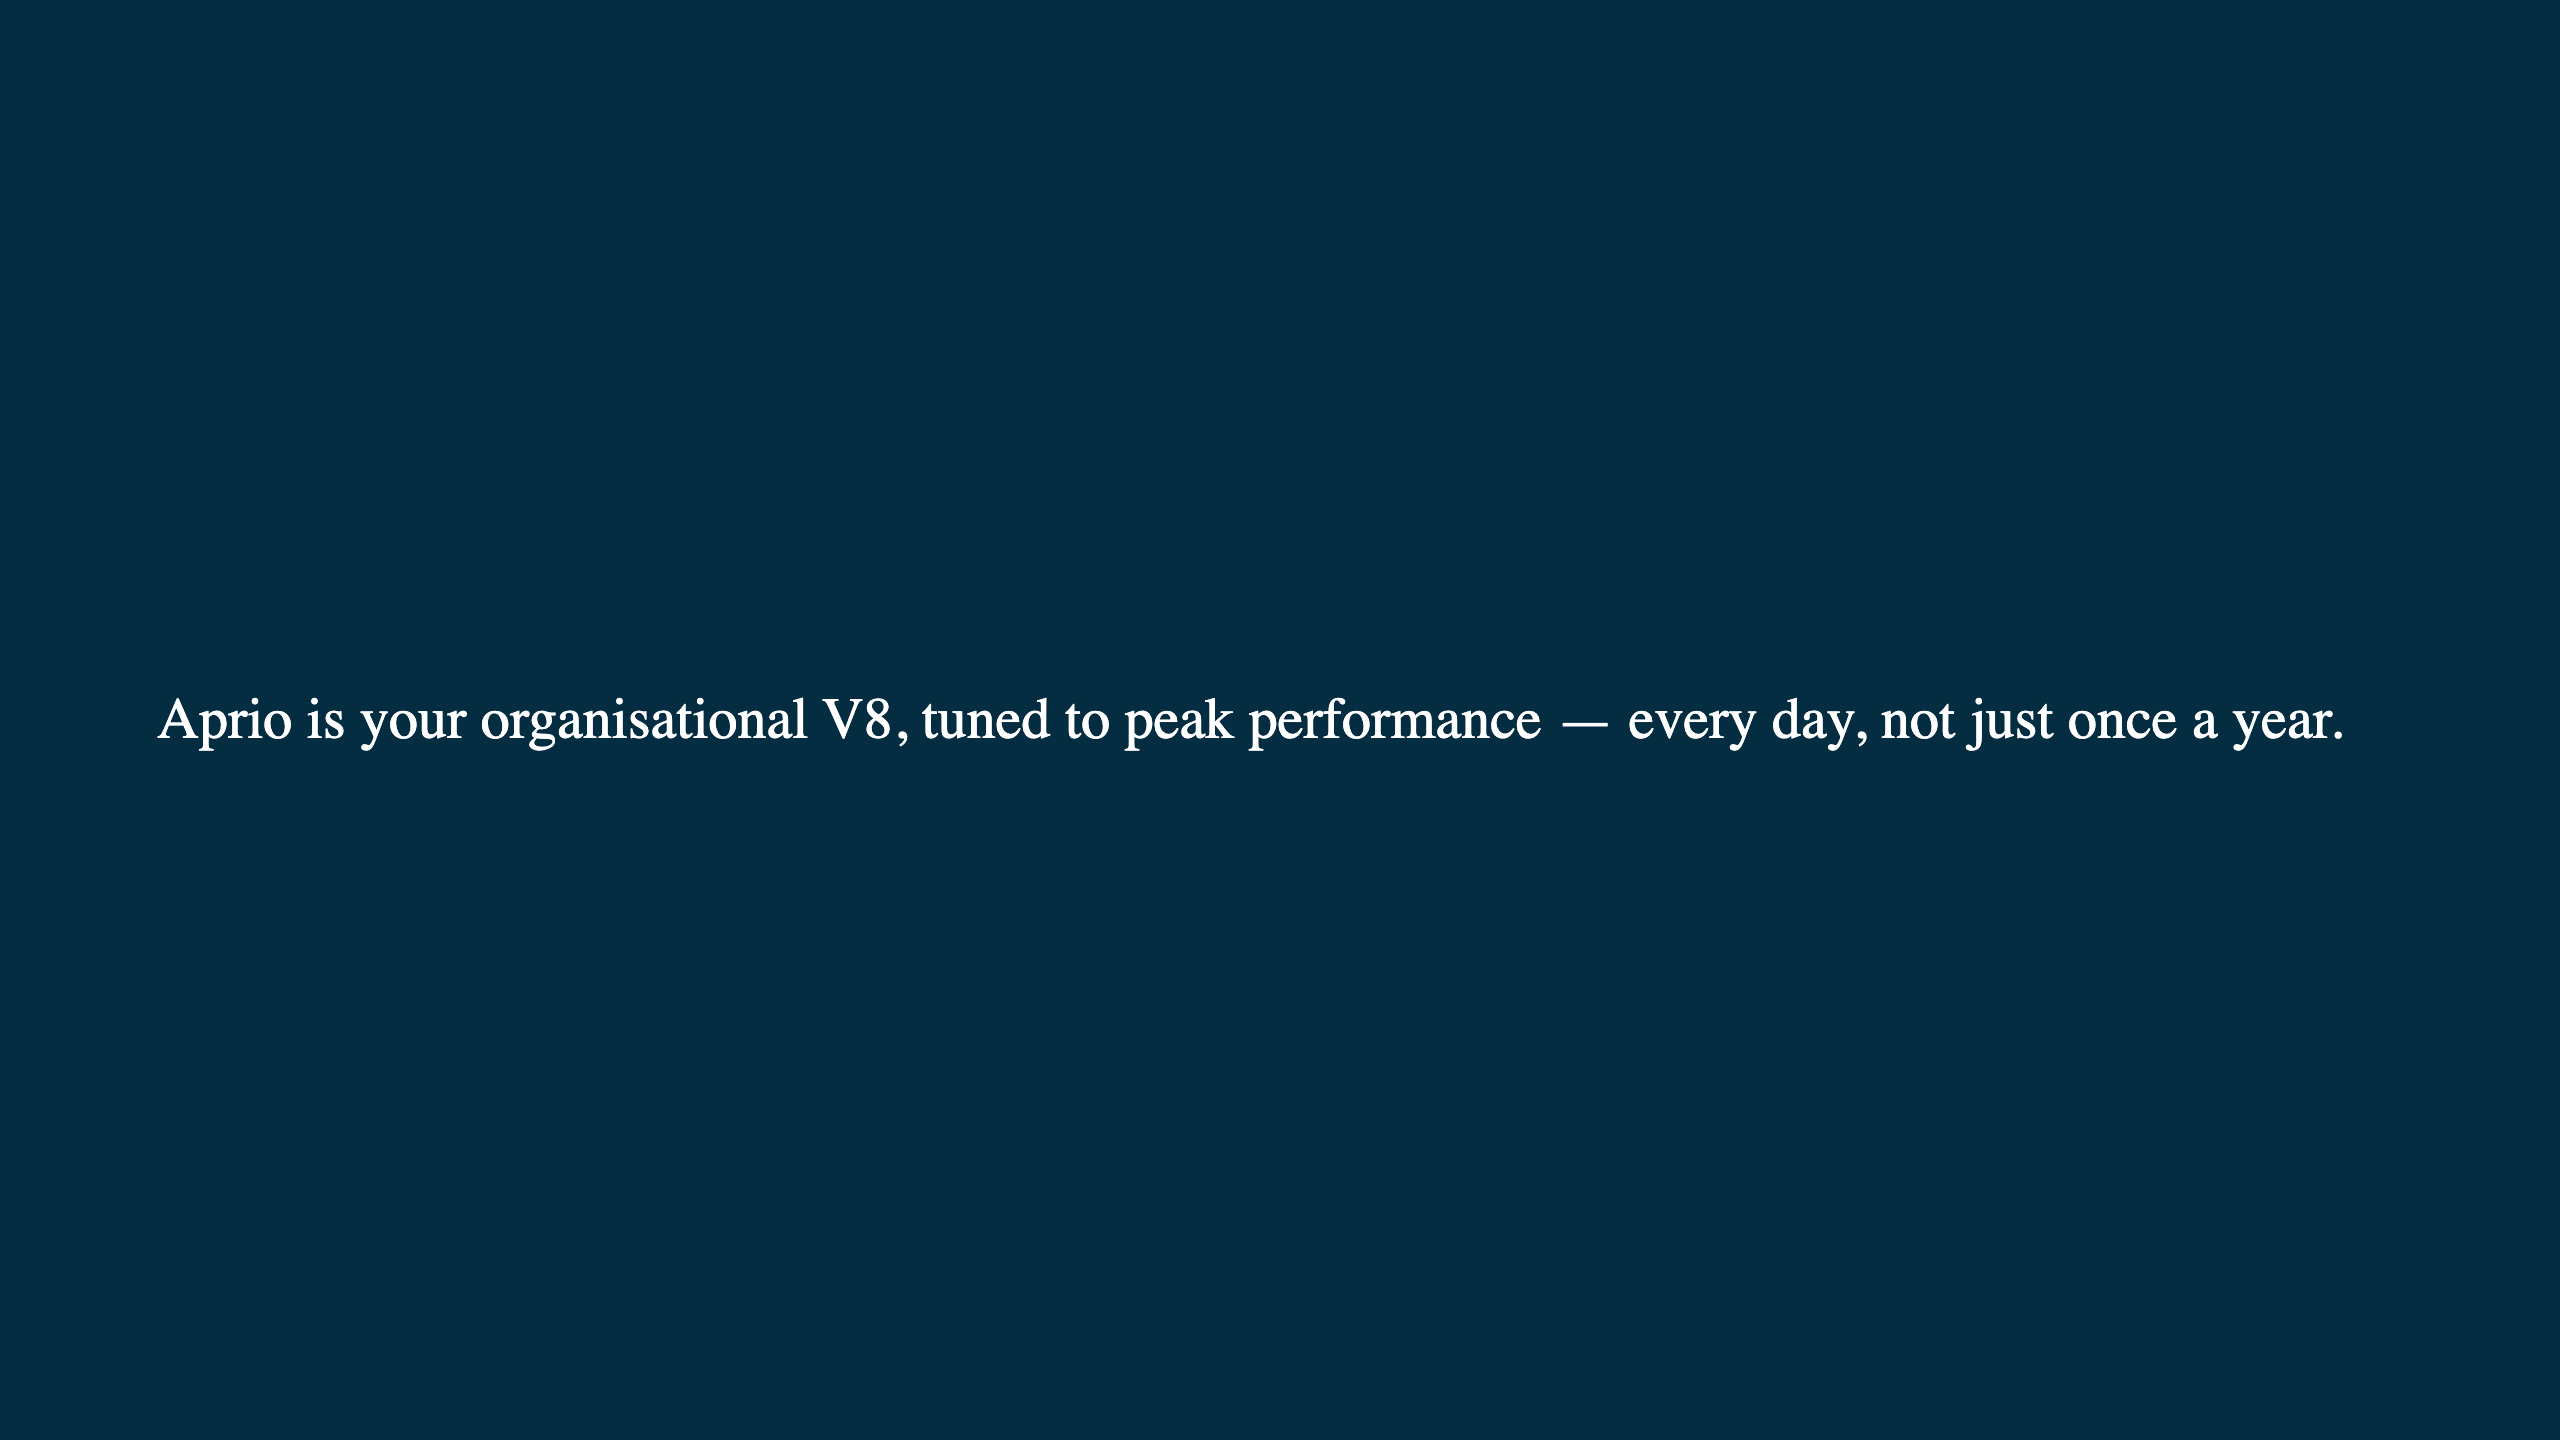 Aprio is your organisational V8, tuned to peak performance — every day, not just once a year.